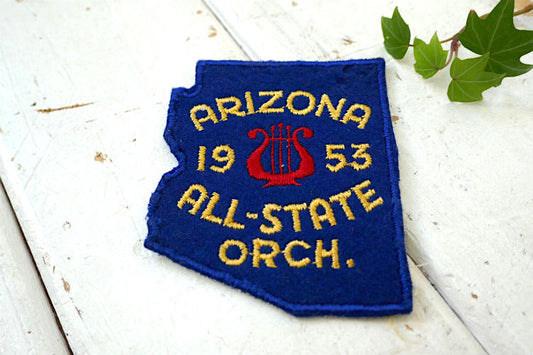 ARIZONA
19 53
ALL-STATE
ORCH.